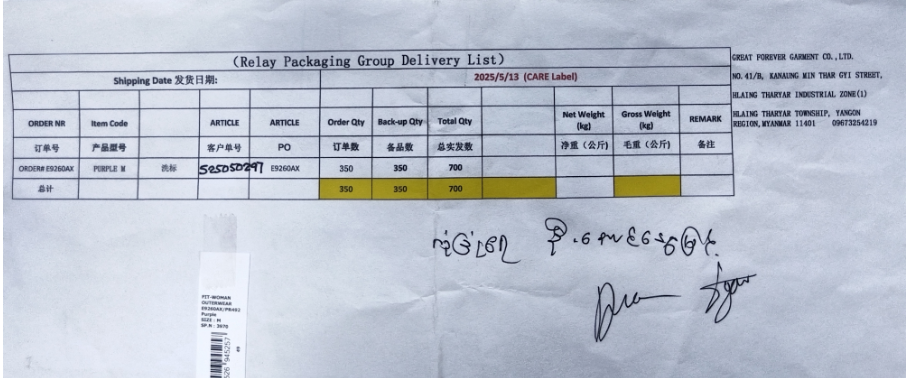 (Relay Packaging Group Delivery List)
Shipping Date 发货日期: 2025/5/13 (CARE Label)
ORDER NR Item Code ARTICLE ARTICLE Order Qty Back-up Qty Total Qty Net Weight (kg) Gross Weight (kg) REMARK
订单号 产品型号 客户单号 PO 订单数 备品数 总实发数 净重（公斤） 毛重（公斤） 备注
ORDER# E9260AX PURPLE M 洗标 525050297 E9260AX 350 350 700
总计 350 350 700
GREAT FOREVER GARMENT CO.,LTD.
NO. 41/B, KANAUNG MIN THAR GYI STREET,
HLAING THARYAR INDUSTRIAL ZONE(1)
HLAING THARYAR TOWNSHIP, YANGON
REGION,MYANMAR 11401 09673254219
FIT-WOMAN
OUTERWEAR
E9260AX/PR463
Purple
SIZE : M